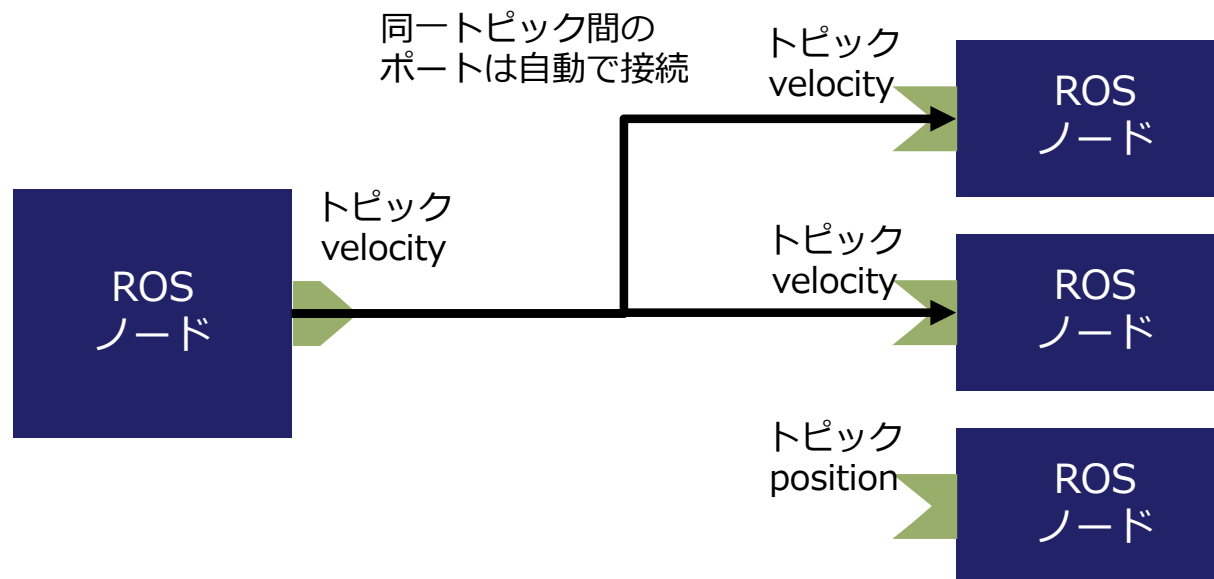 同一トピック間の
ポートは自動で接続
トピック
velocity
ROS
ノード
トピック
velocity
ROS
ノード
トピック
velocity
ROS
ノード
トピック
position
ROS
ノード